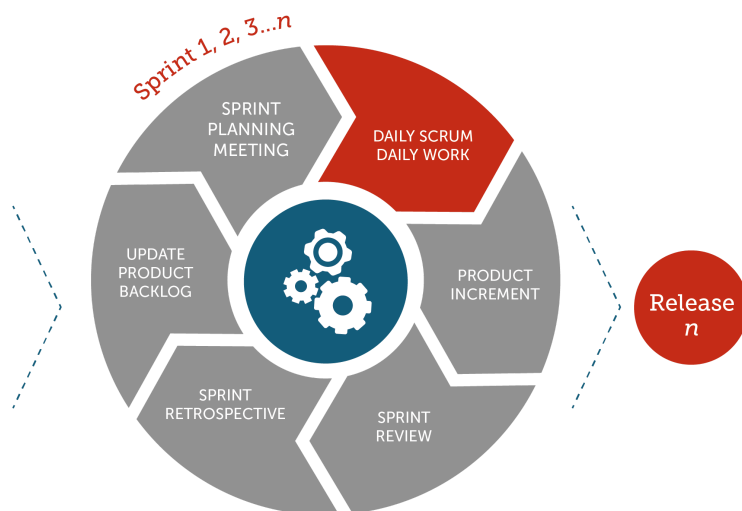 Sprint 1, 2, 3...n
SPRINT
PLANNING
MEETING
DAILY SCRUM
DAILY WORK
PRODUCT
INCREMENT
SPRINT
REVIEW
SPRINT
RETROSPECTIVE
UPDATE
PRODUCT
BACKLOG
Release
n